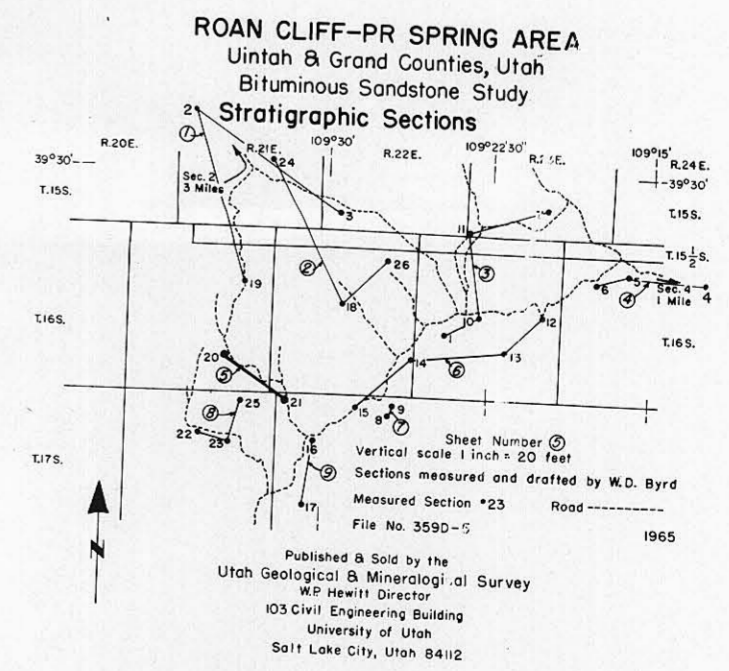 ROAN CLIFF-PR SPRING AREA
Uintah & Grand Counties, Utah
Bituminous Sandstone Study
Stratigraphic Sections
R.20E.
R.21E.
109°30'
R.22E.
109°22'30"
109°15'
R.24E.
39°30'
39°30'
T.15S.
T.15S.
T.15½S.
T.16S.
T.16S.
T.17S.
Sec. 2
3 Miles
Sec. 4
1 Mile
2
1
24
3
19
2
26
18
11
3
10
1
6
5
4
4
12
13
14
6
15
9
8
7
20
5
21
25
8
22
23
16
9
17
Sheet Number 5
Vertical scale 1 inch = 20 feet
Sections measured and drafted by W.D. Byrd
Measured Section •23
Road ----------
File No. 359D-5
1965
N
Published & Sold by the
Utah Geological & Mineralogi.al Survey
W.P. Hewitt Director
103 Civil Engineering Building
University of Utah
Salt Lake City, Utah 84112